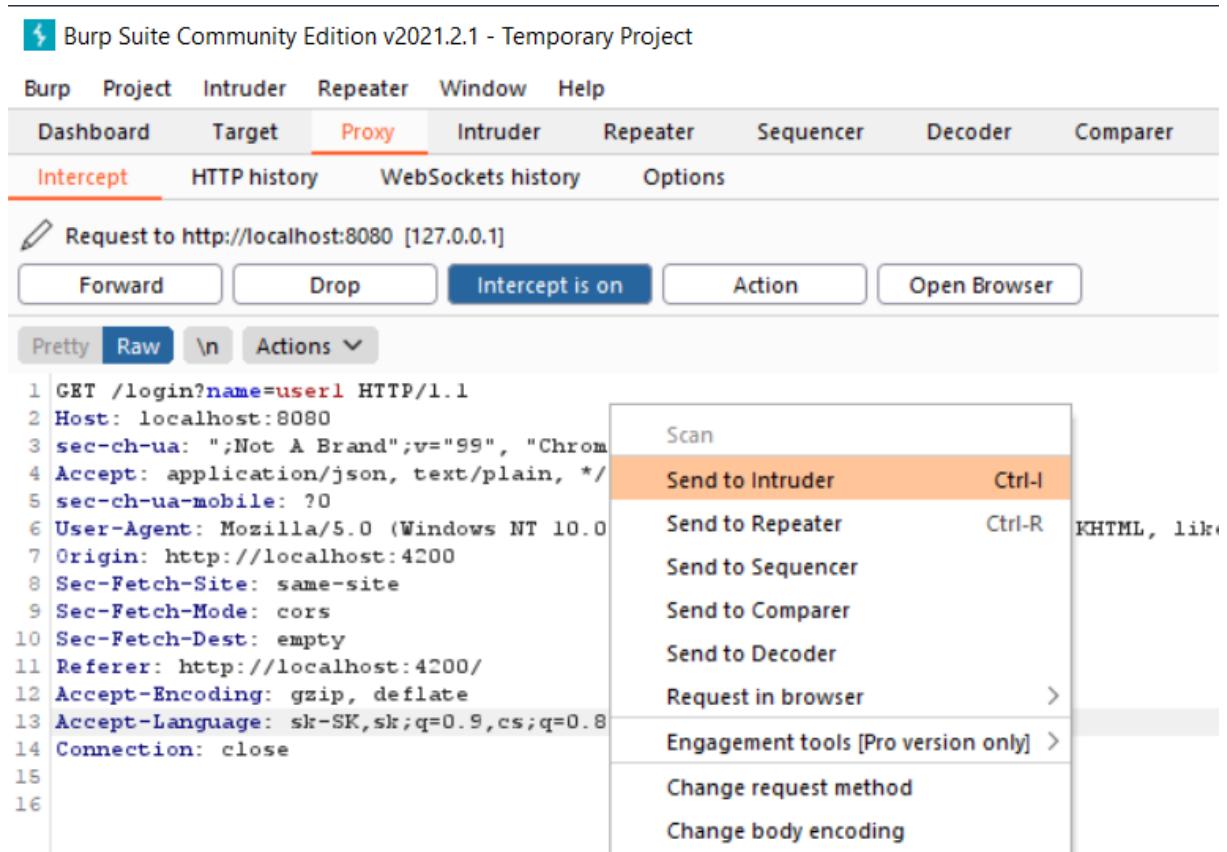 Burp Suite Community Edition v2021.2.1 - Temporary Project
Burp Project Intruder Repeater Window Help
Dashboard Target Proxy Intruder Repeater Sequencer Decoder Comparer
Intercept HTTP history WebSockets history Options
Request to http://localhost:8080 [127.0.0.1]
Forward Drop Intercept is on Action Open Browser
Pretty Raw \n Actions
1 GET /login?name=user1 HTTP/1.1
2 Host: localhost:8080
3 sec-ch-ua: ";Not A Brand";v="99", "Chrom
4 Accept: application/json, text/plain, */
5 sec-ch-ua-mobile: ?0
6 User-Agent: Mozilla/5.0 (Windows NT 10.0 KHTML, like
7 Origin: http://localhost:4200
8 Sec-Fetch-Site: same-site
9 Sec-Fetch-Mode: cors
10 Sec-Fetch-Dest: empty
11 Referer: http://localhost:4200/
12 Accept-Encoding: gzip, deflate
13 Accept-Language: sk-SK,sk;q=0.9,cs;q=0.8
14 Connection: close
15
16
Scan
Send to Intruder Ctrl-I
Send to Repeater Ctrl-R
Send to Sequencer
Send to Comparer
Send to Decoder
Request in browser
Engagement tools [Pro version only]
Change request method
Change body encoding